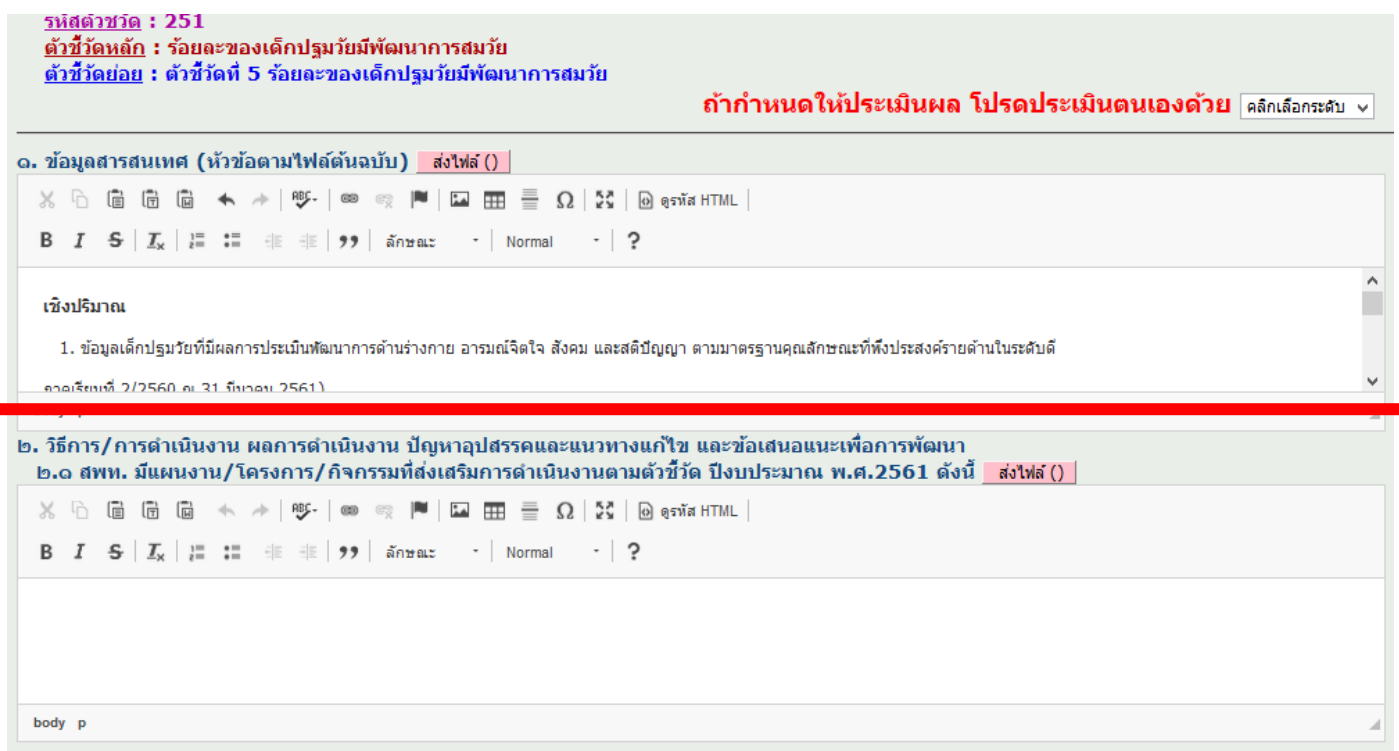 รหัสตัวชี้วัด : 251
ตัวชี้วัดหลัก : ร้อยละของเด็กปฐมวัยมีพัฒนาการสมวัย
ตัวชี้วัดย่อย : ตัวชี้วัดที่ 5 ร้อยละของเด็กปฐมวัยมีพัฒนาการสมวัย
ถ้ากำหนดให้ประเมินผล โปรดประเมินตนเองด้วย คลิกเลือกระดับ
๑. ข้อมูลสารสนเทศ (หัวข้อตามไฟล์ต้นฉบับ) ส่งไฟล์ ()
ดูรหัส HTML
B I S Ix ลักษณะ Normal ?
เชิงปริมาณ
1. ข้อมูลเด็กปฐมวัยที่มีผลการประเมินพัฒนาการด้านร่างกาย อารมณ์จิตใจ สังคม และสติปัญญา ตามมาตรฐานคุณลักษณะที่พึงประสงค์รายด้านในระดับดี
ภาคเรียนที่ 2/2560 ณ 31 มีนาคม 2561)
๒. วิธีการ/การดำเนินงาน ผลการดำเนินงาน ปัญหาอุปสรรคและแนวทางแก้ไข และข้อเสนอแนะเพื่อการพัฒนา
๒.๑ สพท. มีแผนงาน/โครงการ/กิจกรรมที่ส่งเสริมการดำเนินงานตามตัวชี้วัด ปีงบประมาณ พ.ศ.2561 ดังนี้ ส่งไฟล์ ()
ดูรหัส HTML
B I S Ix ลักษณะ Normal ?
body p